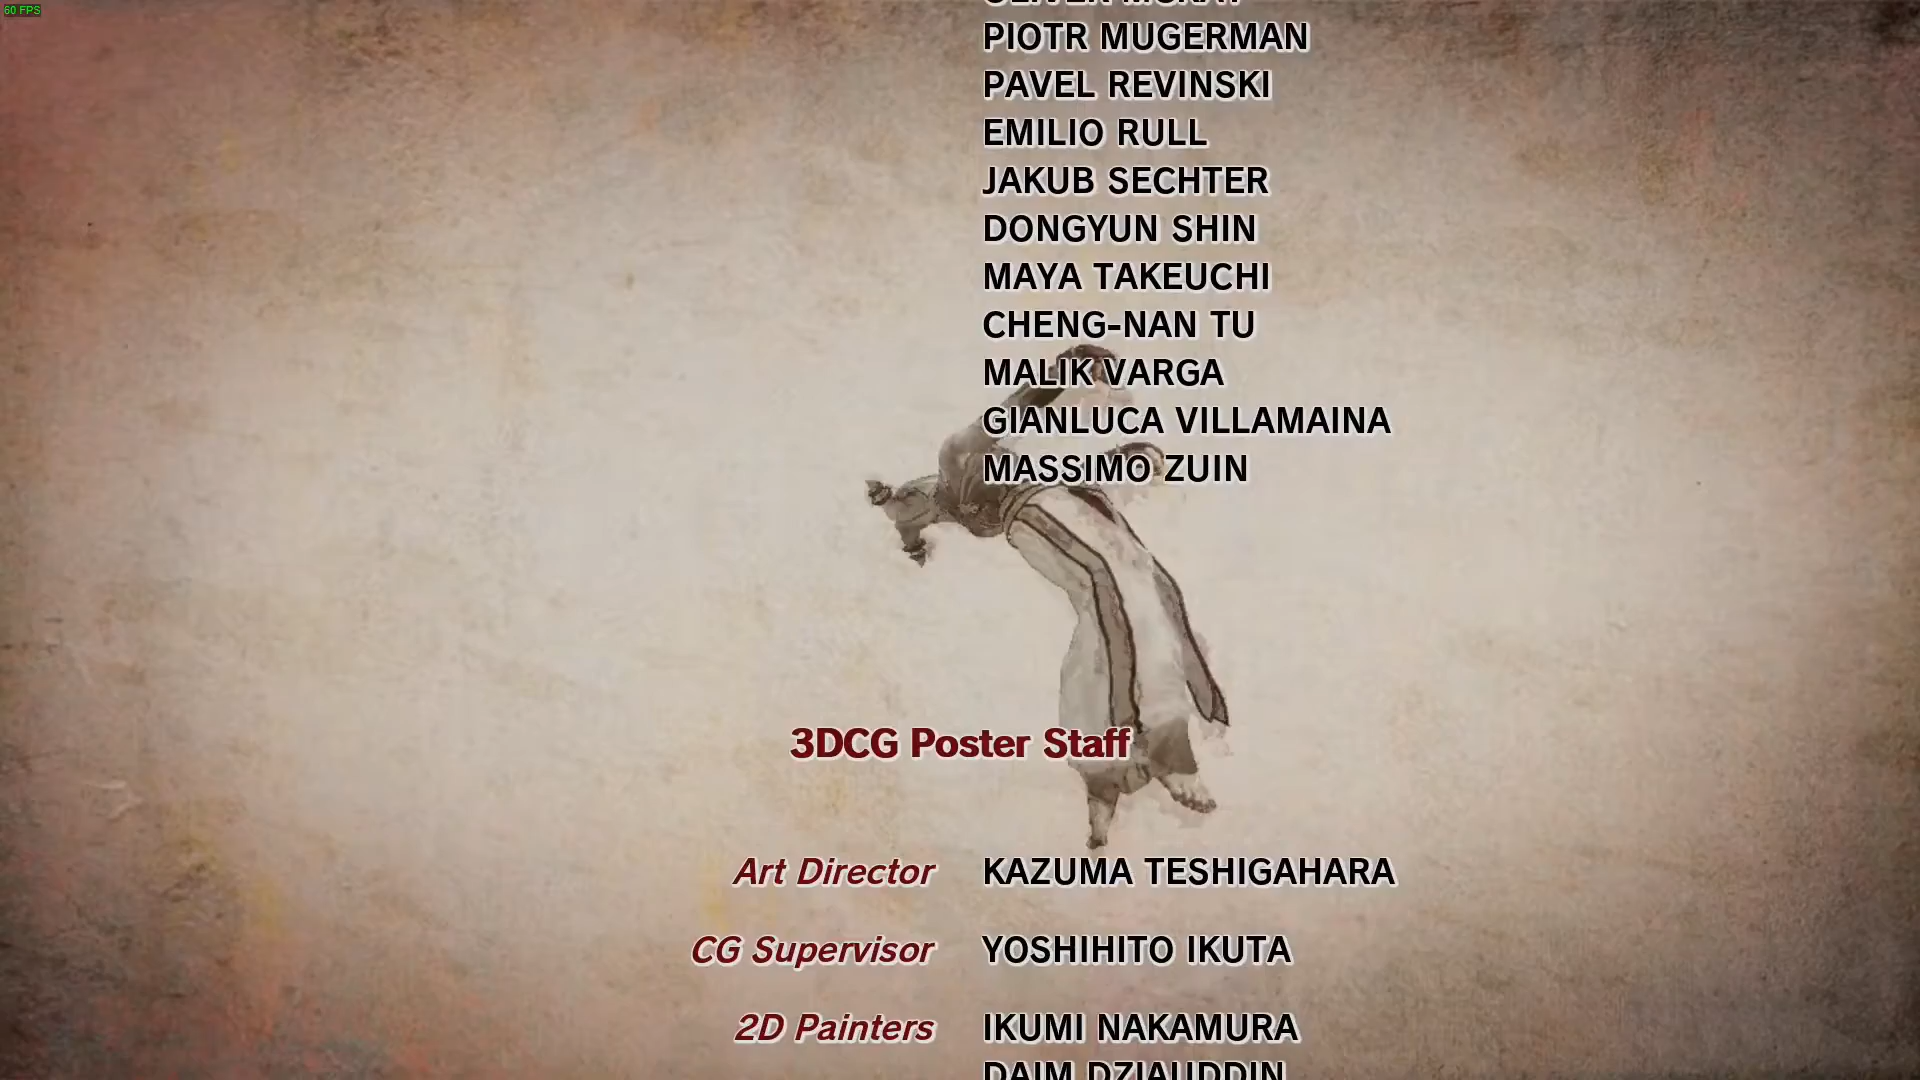 60 FPS
PIOTR MUGERMAN
PAVEL REVINSKI
EMILIO RULL
JAKUB SECHTER
DONGYUN SHIN
MAYA TAKEUCHI
CHENG-NAN TU
MALIK VARGA
GIANLUCA VILLAMAINA
MASSIMO ZUIN
3DCG Poster Staff
Art Director KAZUMA TESHIGAHARA
CG Supervisor YOSHIHITO IKUTA
2D Painters IKUMI NAKAMURA
DAIM DZIAUDDIN